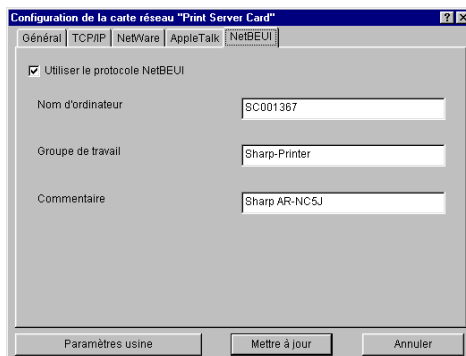 Configuration de la carte réseau "Print Server Card"
Général TCP/IP NetWare AppleTalk NetBEUI
Utiliser le protocole NetBEUI
Nom d'ordinateur SC001367
Groupe de travail Sharp-Printer
Commentaire Sharp AR-NC5J
Paramètres usine Mettre à jour Annuler